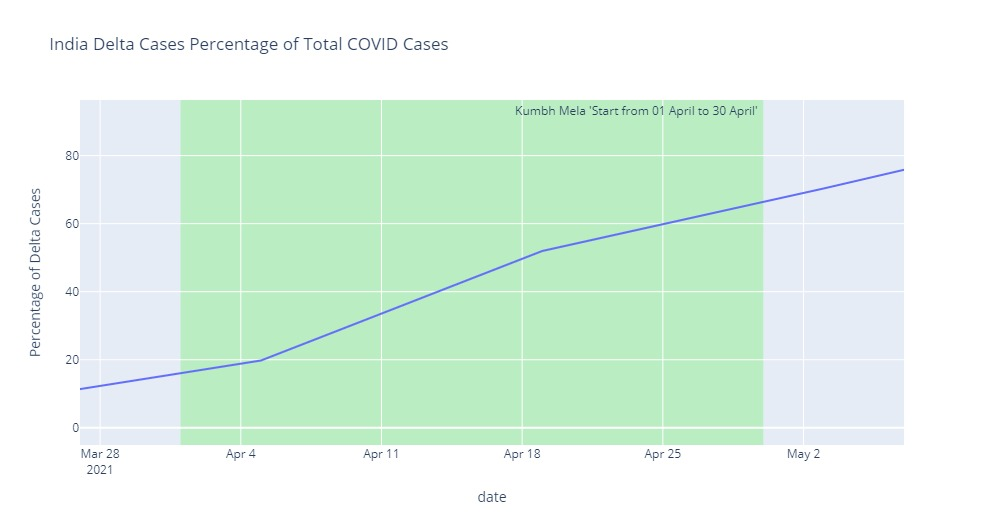 India Delta Cases Percentage of Total COVID Cases
Kumbh Mela 'Start from 01 April to 30 April'
Percentage of Delta Cases
80
60
40
20
0
Mar 28
2021
Apr 4
Apr 11
Apr 18
Apr 25
May 2
date